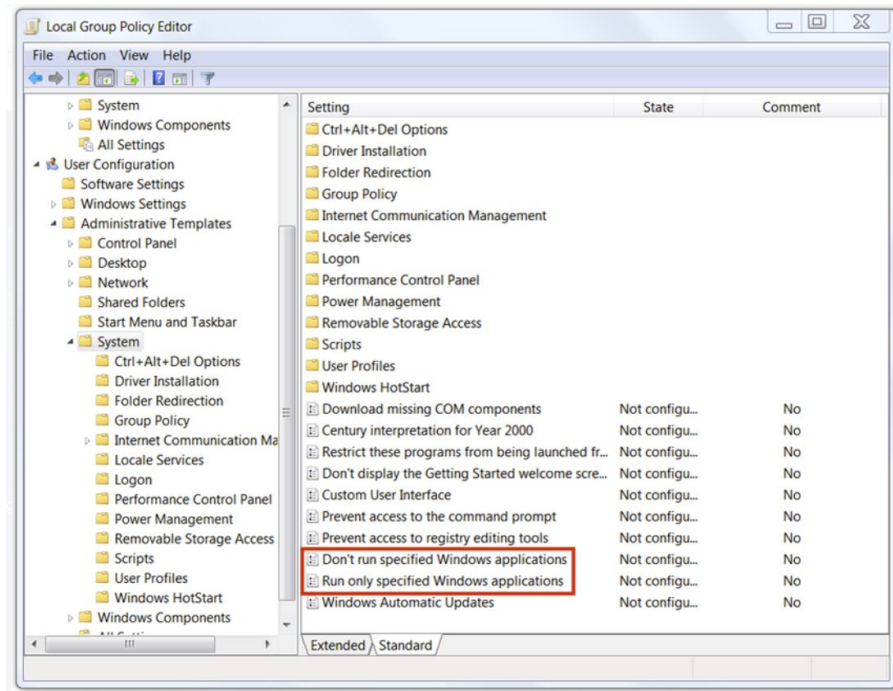 Local Group Policy Editor
File Action View Help
System
Windows Components
All Settings
User Configuration
Software Settings
Windows Settings
Administrative Templates
Control Panel
Desktop
Network
Shared Folders
Start Menu and Taskbar
System
Ctrl+Alt+Del Options
Driver Installation
Folder Redirection
Group Policy
Internet Communication Ma
Locale Services
Logon
Performance Control Panel
Power Management
Removable Storage Access
Scripts
User Profiles
Windows HotStart
Windows Components
Setting State Comment
Ctrl+Alt+Del Options
Driver Installation
Folder Redirection
Group Policy
Internet Communication Management
Locale Services
Logon
Performance Control Panel
Power Management
Removable Storage Access
Scripts
User Profiles
Windows HotStart
Download missing COM components Not configu... No
Century interpretation for Year 2000 Not configu... No
Restrict these programs from being launched fr... Not configu... No
Don't display the Getting Started welcome scre... Not configu... No
Custom User Interface Not configu... No
Prevent access to the command prompt Not configu... No
Prevent access to registry editing tools Not configu... No
Don't run specified Windows applications Not configu... No
Run only specified Windows applications Not configu... No
Windows Automatic Updates Not configu... No
Extended Standard